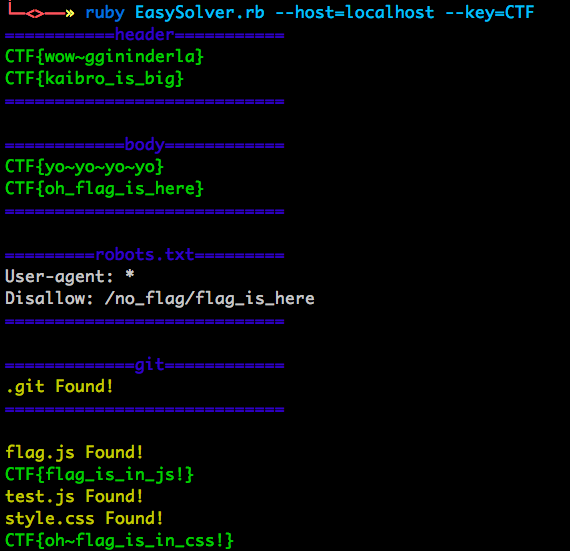 ╰─<>──» ruby EasySolver.rb --host=localhost --key=CTF
===========header===========
CTF{wow~ggininderla}
CTF{kaibro_is_big}
============================
============body============
CTF{yo~yo~yo~yo}
CTF{oh_flag_is_here}
============================
=========robots.txt=========
User-agent: *
Disallow: /no_flag/flag_is_here
============================
=============git============
.git Found!
============================
flag.js Found!
CTF{flag_is_in_js!}
test.js Found!
style.css Found!
CTF{oh~flag_is_in_css!}